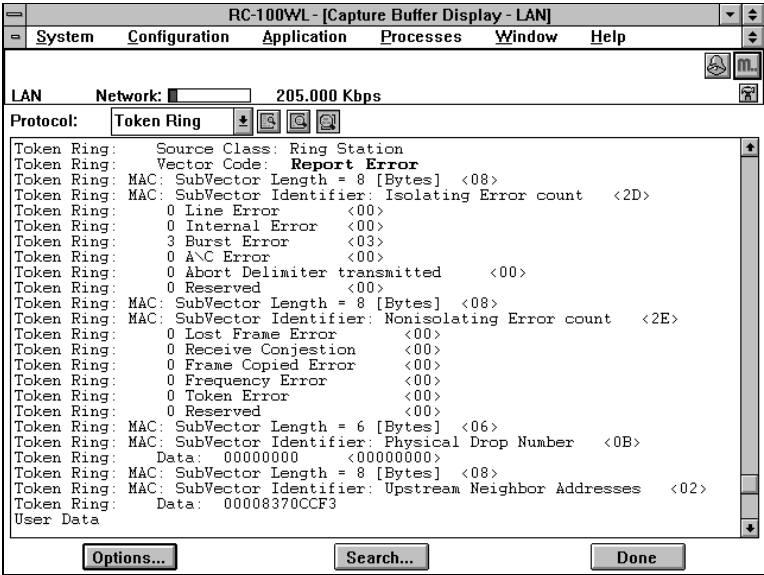 RC-100WL - [Capture Buffer Display - LAN]
System Configuration Application Processes Window Help
m..
LAN Network: 205.000 Kbps
Protocol: Token Ring
Token Ring: Source Class: Ring Station
Token Ring: Vector Code: Report Error
Token Ring: MAC: SubVector Length = 8 [Bytes] <08>
Token Ring: MAC: SubVector Identifier: Isolating Error count <2D>
Token Ring: 0 Line Error <00>
Token Ring: 0 Internal Error <00>
Token Ring: 3 Burst Error <03>
Token Ring: 0 A\C Error <00>
Token Ring: 0 Abort Delimiter transmitted <00>
Token Ring: 0 Reserved <00>
Token Ring: MAC: SubVector Length = 8 [Bytes] <08>
Token Ring: MAC: SubVector Identifier: Nonisolating Error count <2E>
Token Ring: 0 Lost Frame Error <00>
Token Ring: 0 Receive Conjestion <00>
Token Ring: 0 Frame Copied Error <00>
Token Ring: 0 Frequency Error <00>
Token Ring: 0 Token Error <00>
Token Ring: 0 Reserved <00>
Token Ring: MAC: SubVector Length = 6 [Bytes] <06>
Token Ring: MAC: SubVector Identifier: Physical Drop Number <0B>
Token Ring: Data: 00000000 <00000000>
Token Ring: MAC: SubVector Length = 8 [Bytes] <08>
Token Ring: MAC: SubVector Identifier: Upstream Neighbor Addresses <02>
Token Ring: Data: 00008370CCF3
User Data
Options... Search... Done